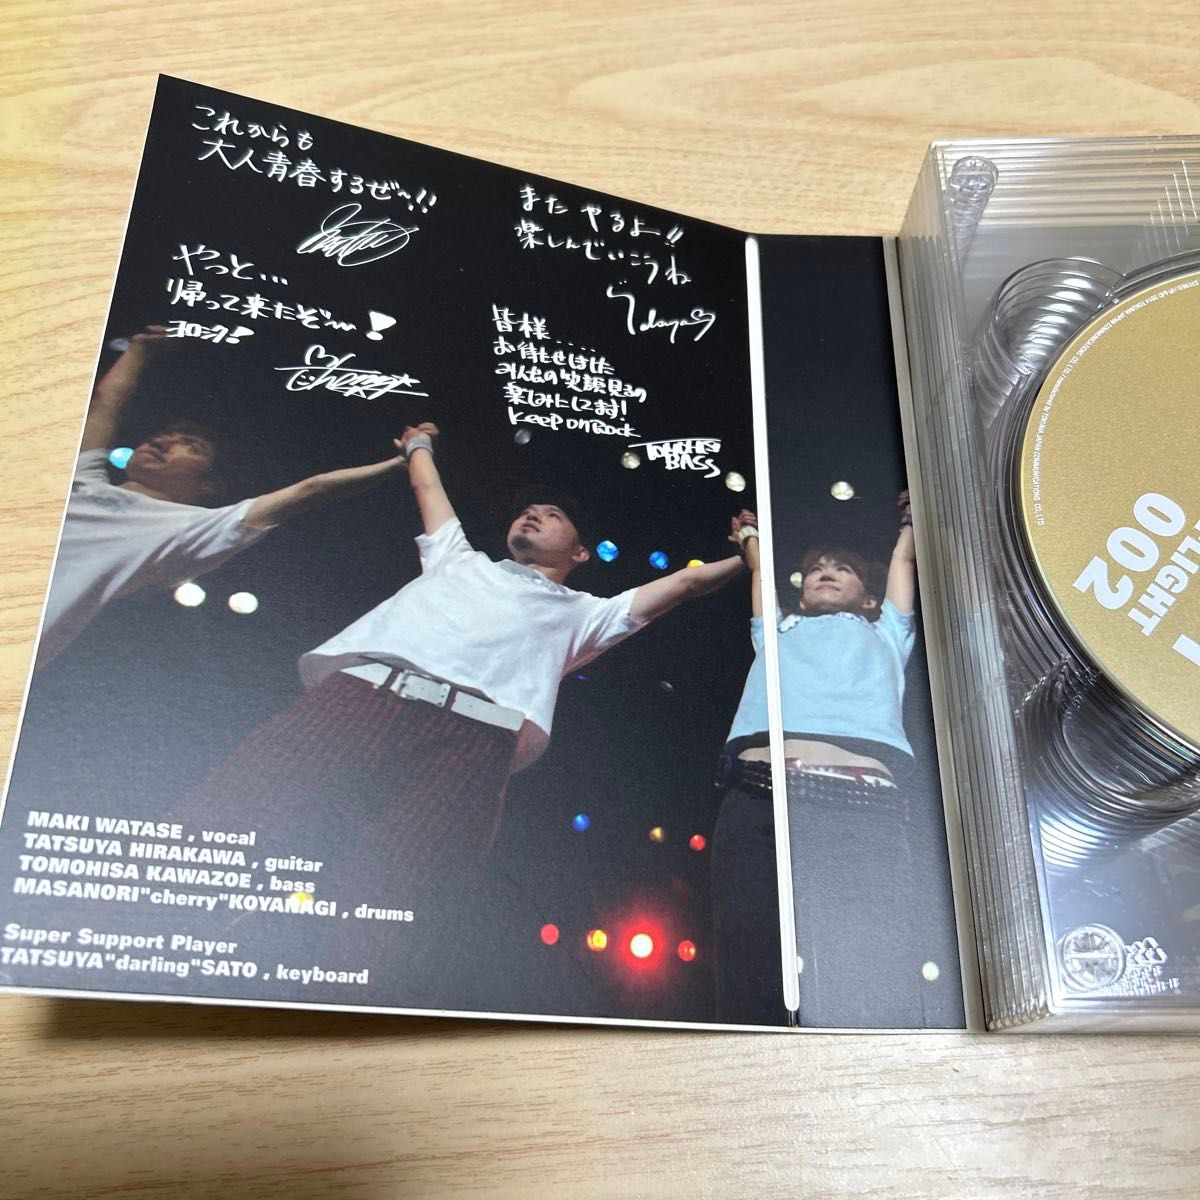 これからも
大人青春するぜ〜!!
やっと...
帰って来たぞ〜!
ヨロシク!
また やるよ!!
楽しんでいこうね
皆様.....
お待たせしました
みんなの笑顔見るの
楽しみにしてます!
Keep on Rock
TOMOHISA
BASS
MAKI WATASE , vocal
TATSUYA HIRAKAWA , guitar
TOMOHISA KAWAZOE , bass
MASANORI"cherry"KOYANAGI , drums
Super Support Player
TATSUYA"darling"SATO , keyboard
FLIGHT
002